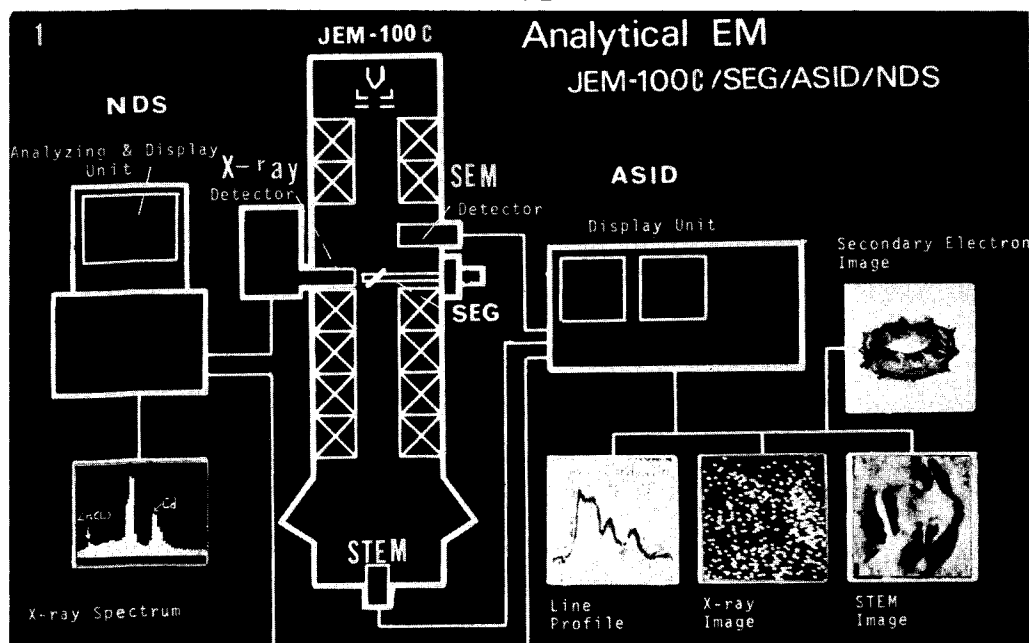 1
JEM-100C
Analytical EM
JEM-100C/SEG/ASID/NDS
NDS
Analyzing & Display
Unit
X-ray
Detector
SEM
Detector
ASID
Display Unit
Secondary Electron
Image
SEG
Zn(L)
Cd
STEM
X-ray Spectrum
Line
Profile
X-ray
Image
STEM
Image